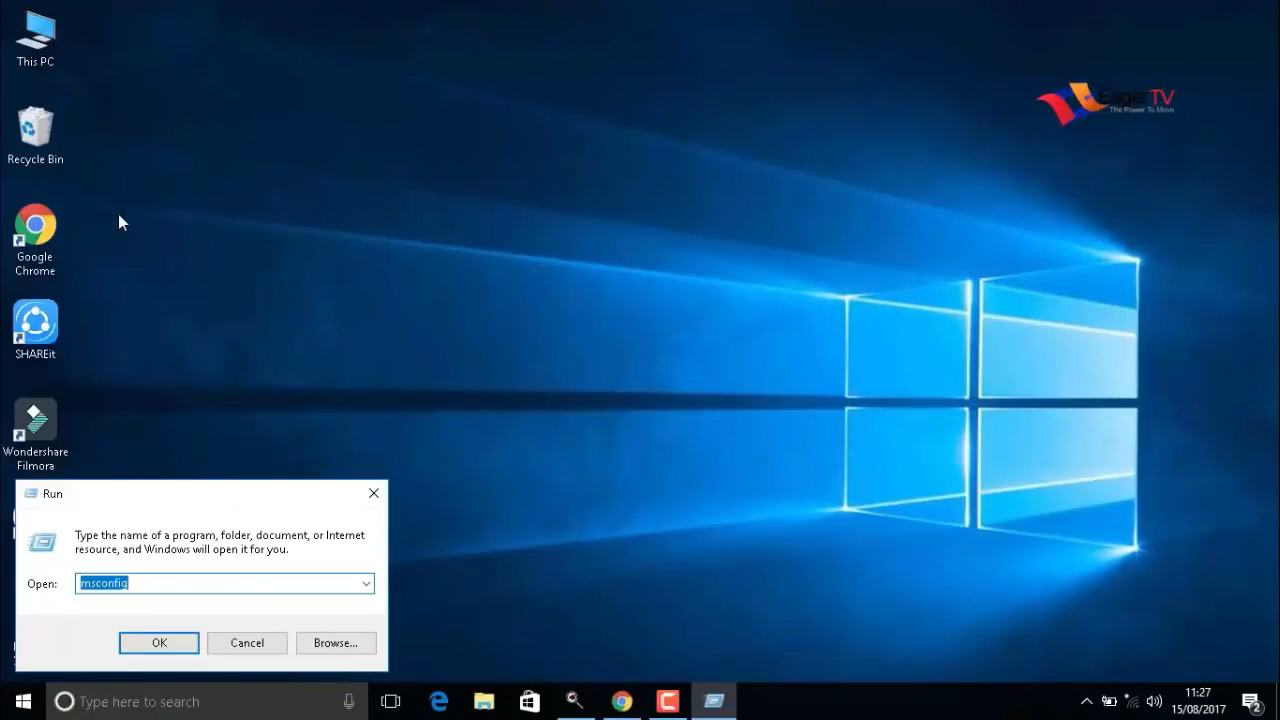 This PC
Recycle Bin
Google
Chrome
SHAREit
Wondershare
Filmora
EagerTV
The Power To Move
Run
Type the name of a program, folder, document, or Internet
resource, and Windows will open it for you.
Open:
msconfig
OK
Cancel
Browse...
Type here to search
11:27
15/08/2017
2